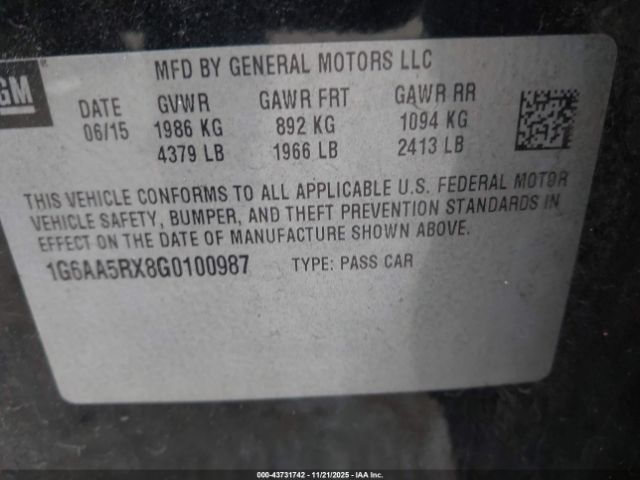 GM
MFD BY GENERAL MOTORS LLC
DATE GVWR GAWR FRT GAWR RR
06/15 1986 KG 892 KG 1094 KG
4379 LB 1966 LB 2413 LB
THIS VEHICLE CONFORMS TO ALL APPLICABLE U.S. FEDERAL MOTOR
VEHICLE SAFETY, BUMPER, AND THEFT PREVENTION STANDARDS IN
EFFECT ON THE DATE OF MANUFACTURE SHOWN ABOVE.
1G6AA5RX8G0100987 TYPE: PASS CAR
000-43731742 - 11/21/2025 - IAA Inc.